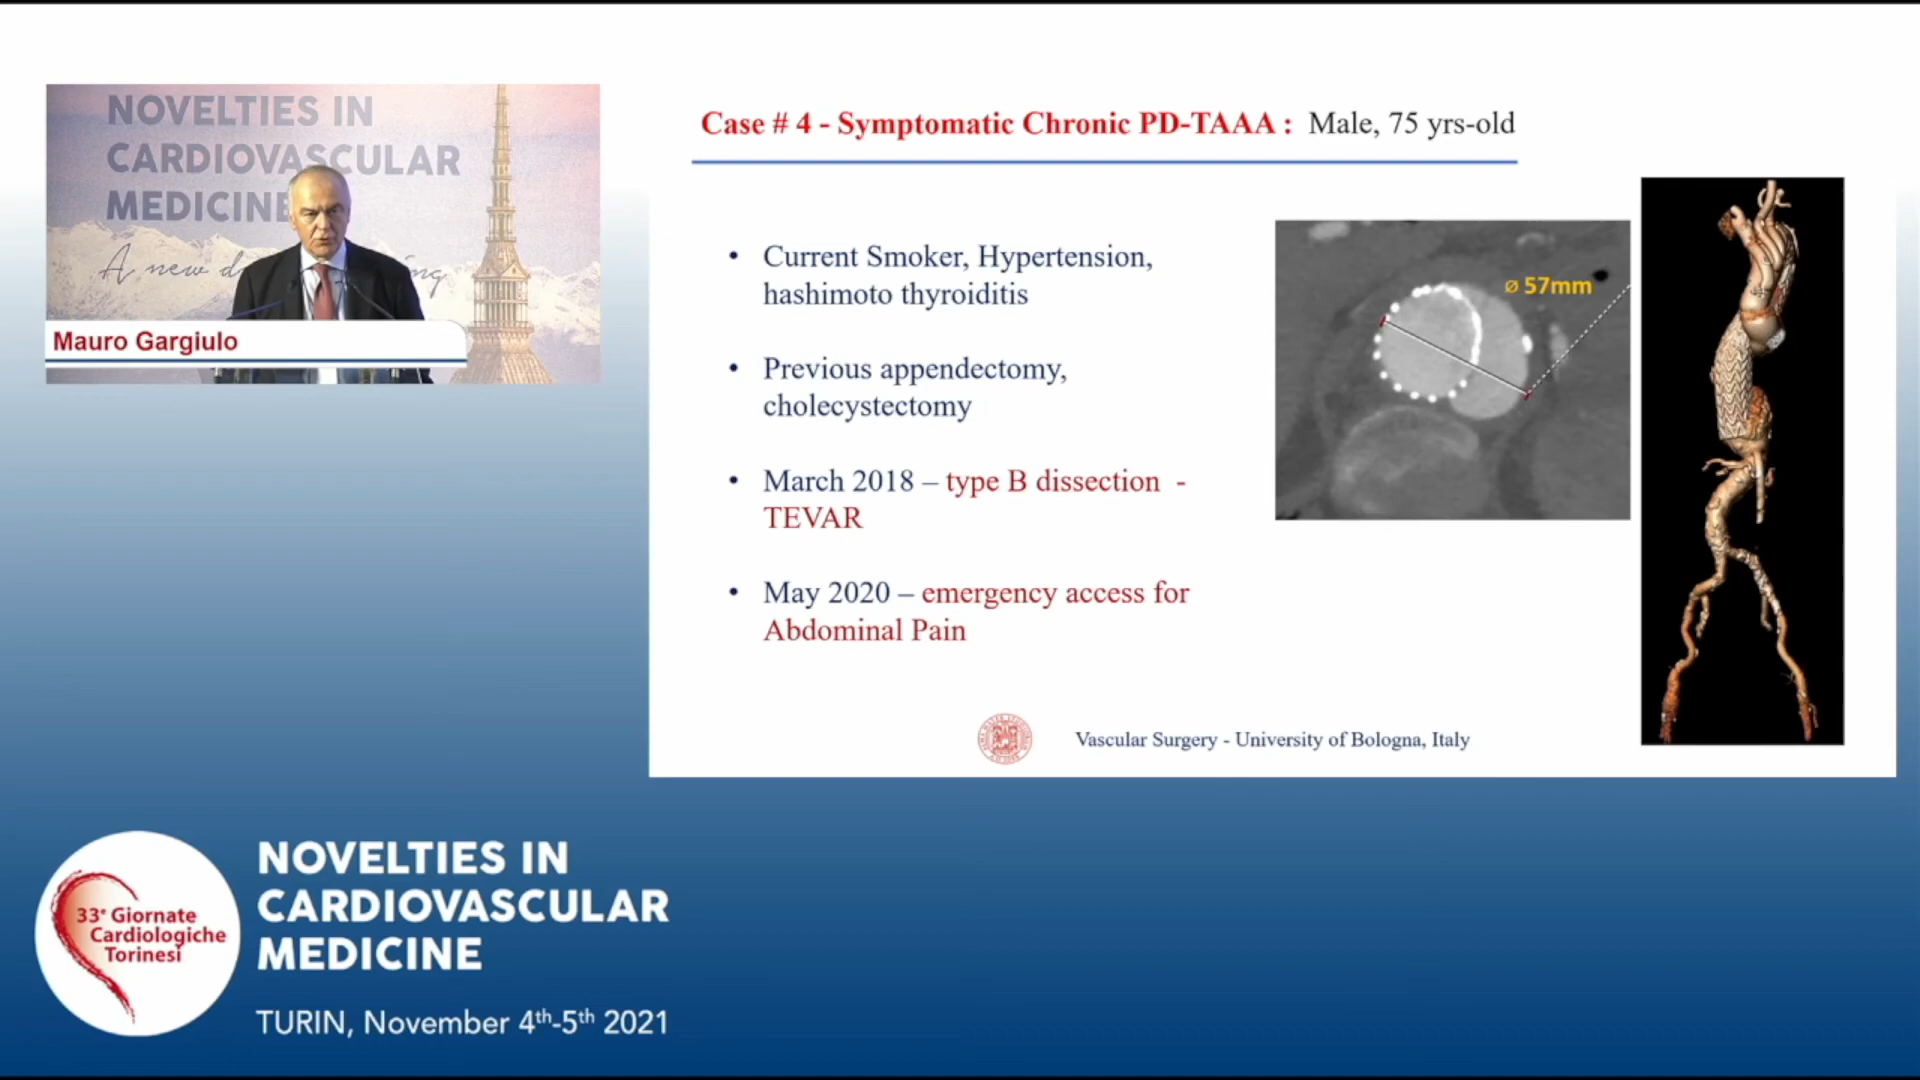 NOVELTIES IN
CARDIOVASCULAR
MEDICINE
A new d
ng
Mauro Gargiulo
Case # 4 - Symptomatic Chronic PD-TAAA : Male, 75 yrs-old
• Current Smoker, Hypertension,
hashimoto thyroiditis
• Previous appendectomy,
cholecystectomy
• March 2018 – type B dissection -
TEVAR
• May 2020 – emergency access for
Abdominal Pain
⌀ 57mm
Vascular Surgery - University of Bologna, Italy
33° Giornate
Cardiologiche
Torinesi
NOVELTIES IN
CARDIOVASCULAR
MEDICINE
TURIN, November 4th-5th 2021